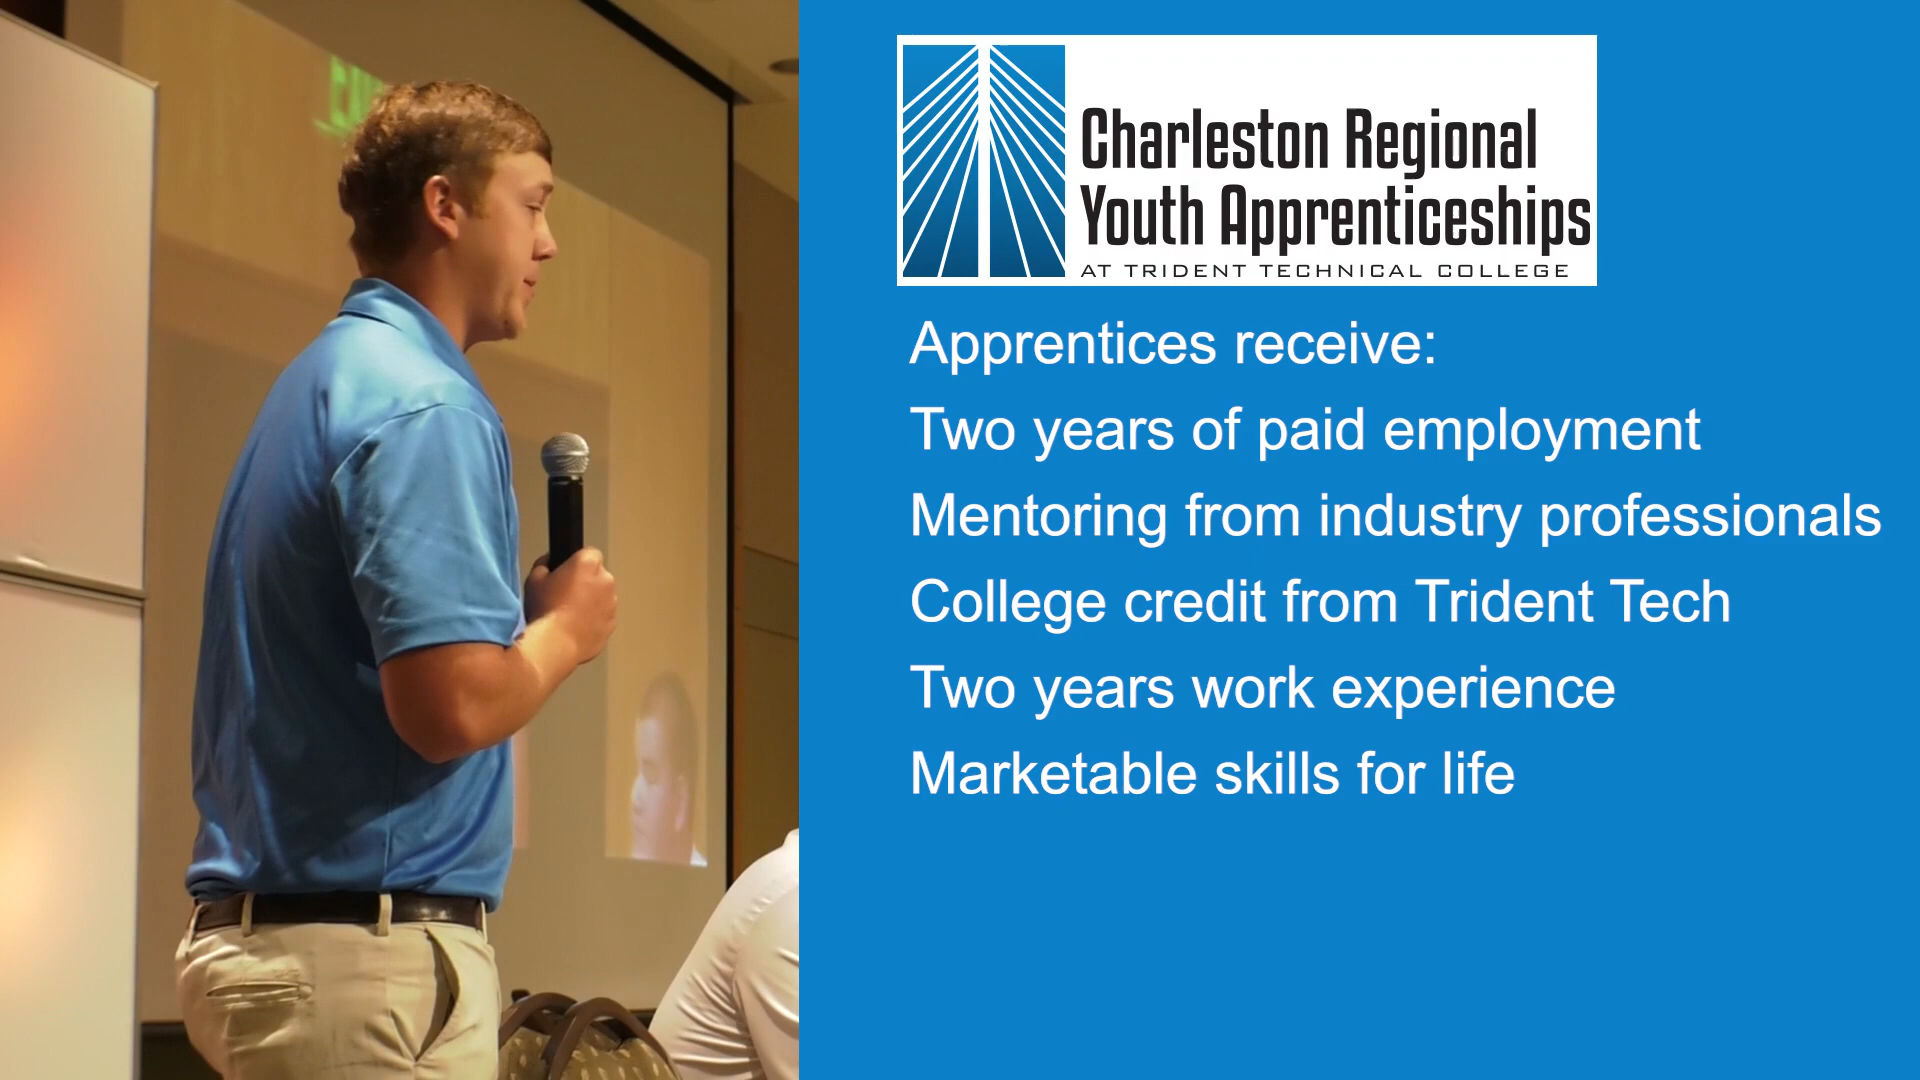 Charleston Regional
Youth Apprenticeships
AT TRIDENT TECHNICAL COLLEGE
Apprentices receive:
Two years of paid employment
Mentoring from industry professionals
College credit from Trident Tech
Two years work experience
Marketable skills for life